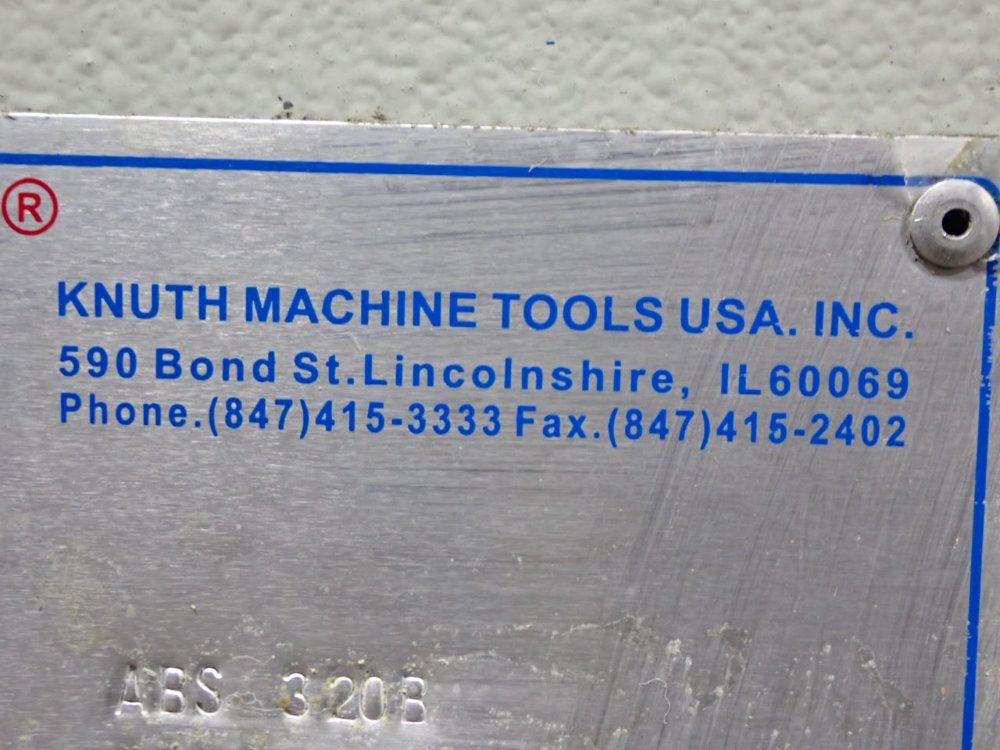 ®
KNUTH MACHINE TOOLS USA. INC.
590 Bond St.Lincolnshire, IL60069
Phone.(847)415-3333 Fax.(847)415-2402
ABS 320B